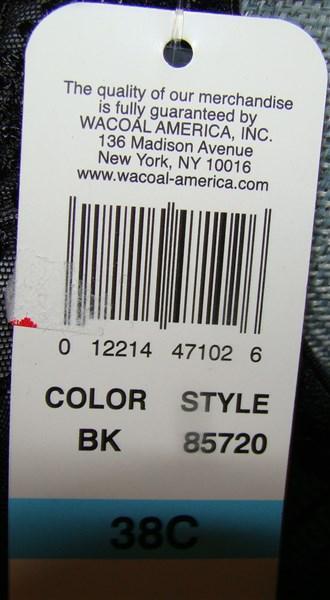 The quality of our merchandise
is fully guaranteed by
WACOAL AMERICA, INC.
136 Madison Avenue
New York, NY 10016
www.wacoal-america.com
0 12214 47102 6
COLOR STYLE
BK 85720
38C